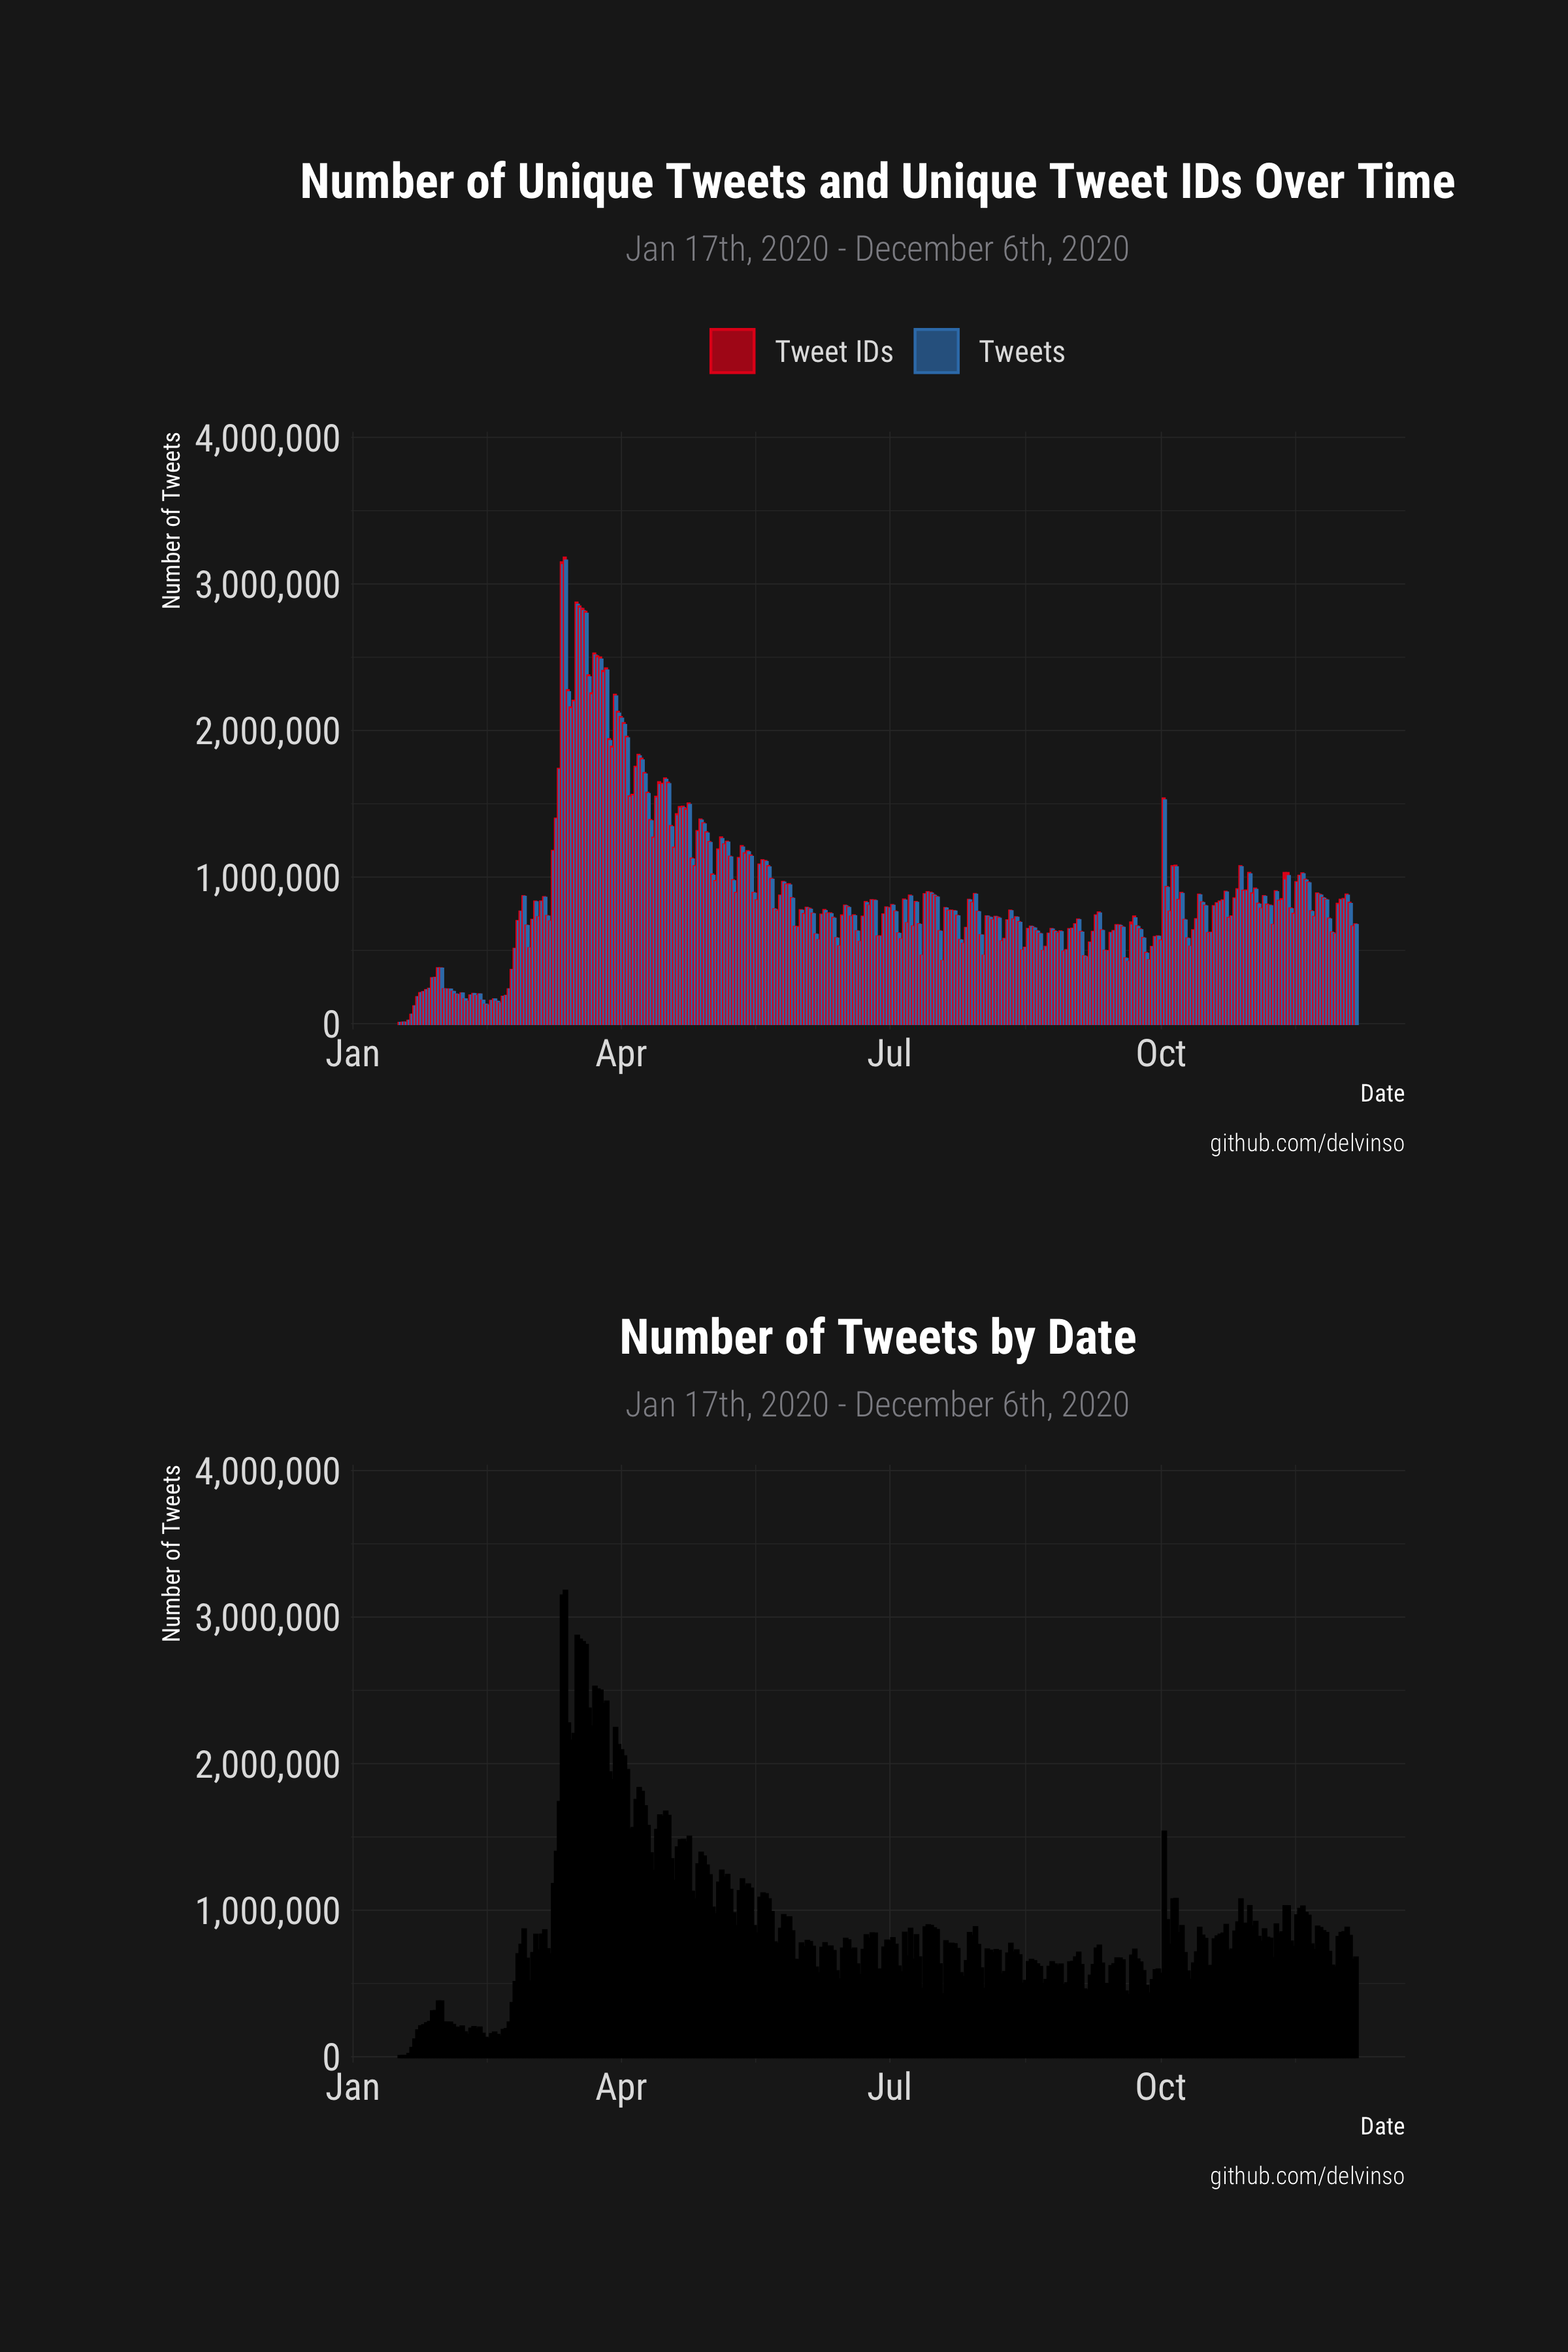 Number of Unique Tweets and Unique Tweet IDs Over Time
Jan 17th, 2020 - December 6th, 2020
Tweet IDs
Tweets
Number of Tweets
4,000,000
3,000,000
2,000,000
1,000,000
0
Jan
Apr
Jul
Oct
Date
github.com/delvinso
Number of Tweets by Date
Jan 17th, 2020 - December 6th, 2020
Number of Tweets
4,000,000
3,000,000
2,000,000
1,000,000
0
Jan
Apr
Jul
Oct
Date
github.com/delvinso